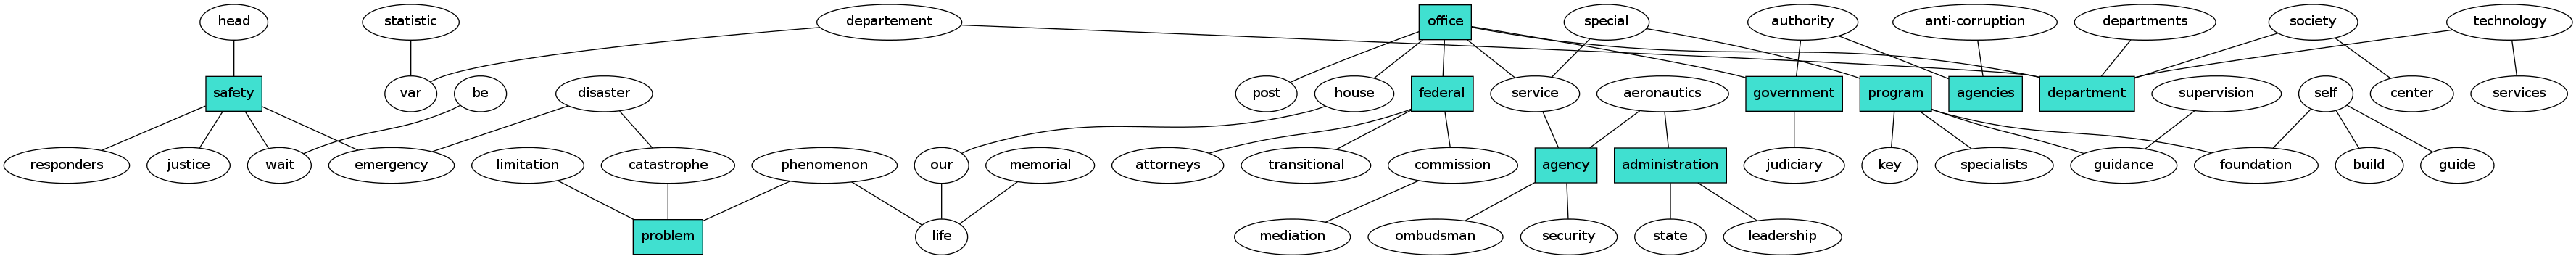 head statistic departement office special authority anti-corruption departments society technology
safety var be disaster post house federal service aeronautics government program agencies department supervision self center services
responders justice wait emergency limitation catastrophe phenomenon our memorial attorneys transitional commission agency administration judiciary key specialists guidance foundation build guide
problem life mediation ombudsman security state leadership